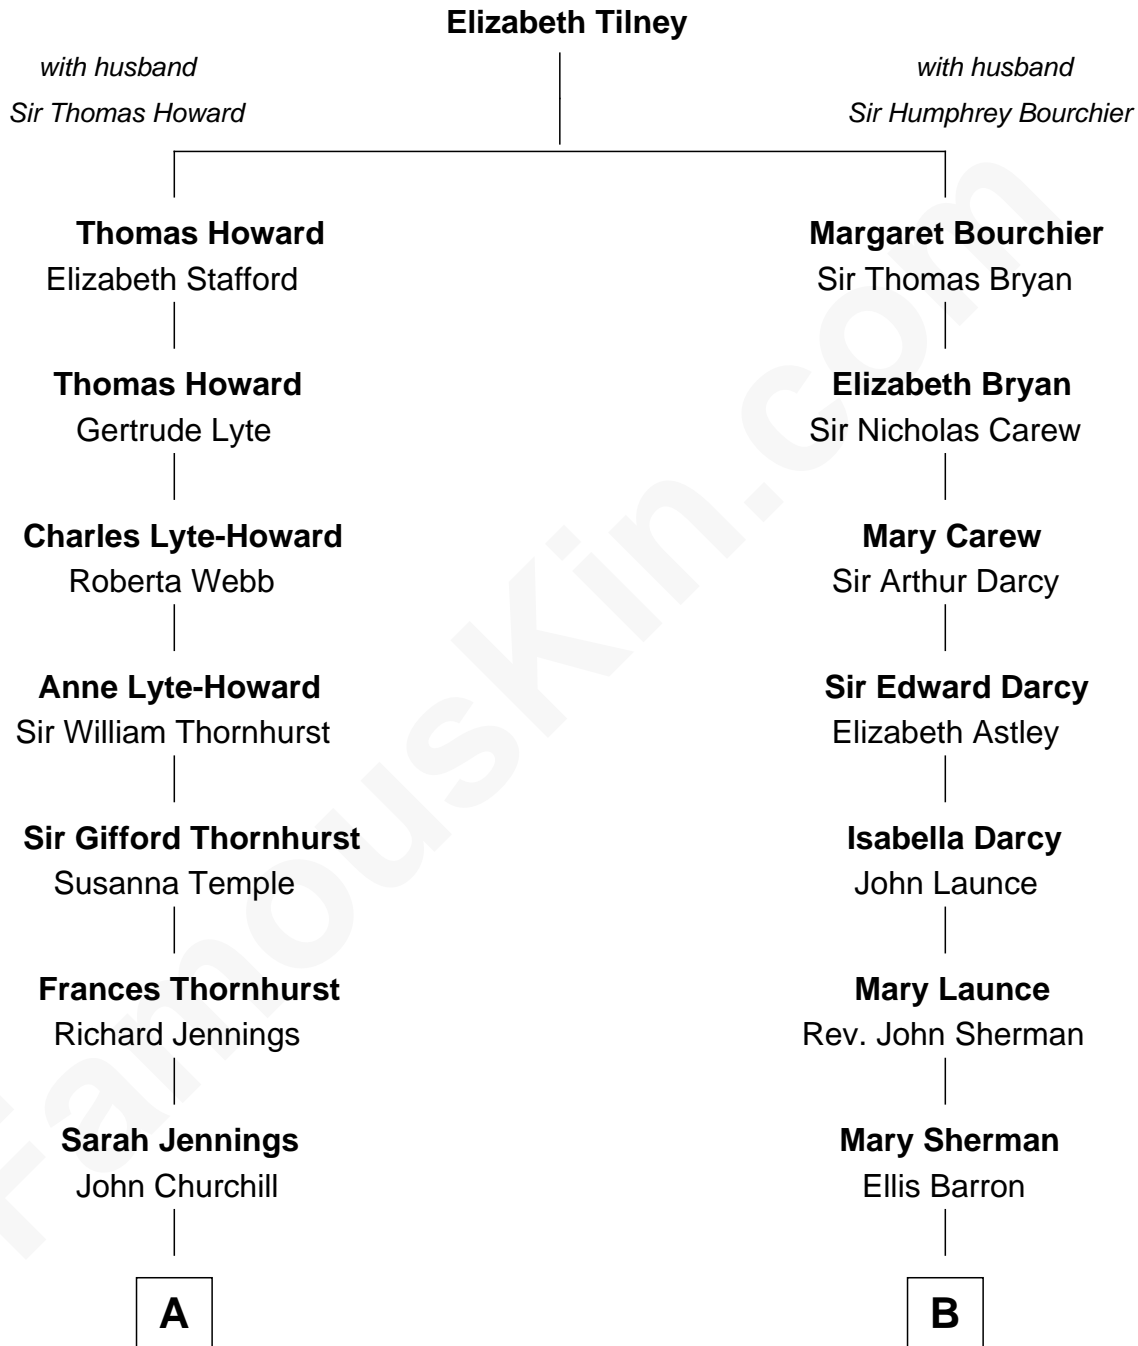 Elizabeth Tilney
with husband
Sir Thomas Howard
with husband
Sir Humphrey Bourchier
Thomas Howard
Elizabeth Stafford
Margaret Bourchier
Sir Thomas Bryan
Thomas Howard
Gertrude Lyte
Elizabeth Bryan
Sir Nicholas Carew
Charles Lyte-Howard
Roberta Webb
Mary Carew
Sir Arthur Darcy
Anne Lyte-Howard
Sir William Thornhurst
Sir Edward Darcy
Elizabeth Astley
Sir Gifford Thornhurst
Susanna Temple
Isabella Darcy
John Launce
Frances Thornhurst
Richard Jennings
Mary Launce
Rev. John Sherman
Sarah Jennings
John Churchill
Mary Sherman
Ellis Barron
A
B
FamousKin.com